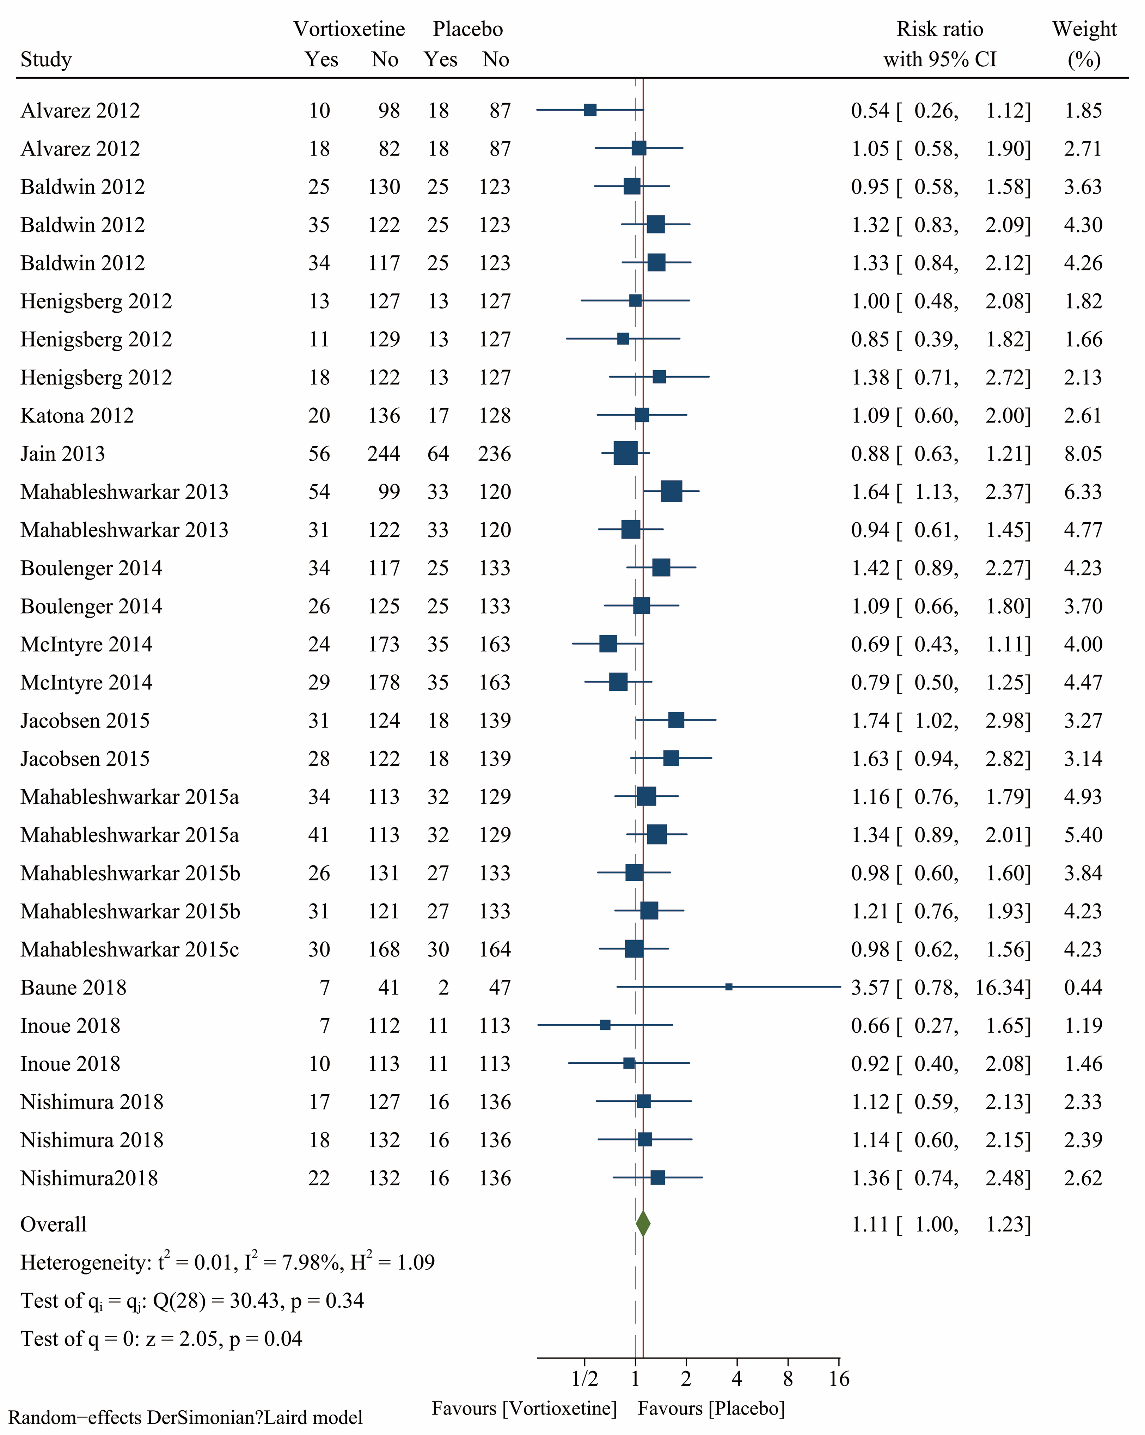 Vortioxetine Placebo Risk ratio Weight
Study Yes No Yes No with 95% CI (%)
Alvarez 2012 10 98 18 87 0.54 [ 0.26, 1.12] 1.85
Alvarez 2012 18 82 18 87 1.05 [ 0.58, 1.90] 2.71
Baldwin 2012 25 130 25 123 0.95 [ 0.58, 1.58] 3.63
Baldwin 2012 35 122 25 123 1.32 [ 0.83, 2.09] 4.30
Baldwin 2012 34 117 25 123 1.33 [ 0.84, 2.12] 4.26
Henigsberg 2012 13 127 13 127 1.00 [ 0.48, 2.08] 1.82
Henigsberg 2012 11 129 13 127 0.85 [ 0.39, 1.82] 1.66
Henigsberg 2012 18 122 13 127 1.38 [ 0.71, 2.72] 2.13
Katona 2012 20 136 17 128 1.09 [ 0.60, 2.00] 2.61
Jain 2013 56 244 64 236 0.88 [ 0.63, 1.21] 8.05
Mahableshwarkar 2013 54 99 33 120 1.64 [ 1.13, 2.37] 6.33
Mahableshwarkar 2013 31 122 33 120 0.94 [ 0.61, 1.45] 4.77
Boulenger 2014 34 117 25 133 1.42 [ 0.89, 2.27] 4.23
Boulenger 2014 26 125 25 133 1.09 [ 0.66, 1.80] 3.70
McIntyre 2014 24 173 35 163 0.69 [ 0.43, 1.11] 4.00
McIntyre 2014 29 178 35 163 0.79 [ 0.50, 1.25] 4.47
Jacobsen 2015 31 124 18 139 1.74 [ 1.02, 2.98] 3.27
Jacobsen 2015 28 122 18 139 1.63 [ 0.94, 2.82] 3.14
Mahableshwarkar 2015a 34 113 32 129 1.16 [ 0.76, 1.79] 4.93
Mahableshwarkar 2015a 41 113 32 129 1.34 [ 0.89, 2.01] 5.40
Mahableshwarkar 2015b 26 131 27 133 0.98 [ 0.60, 1.60] 3.84
Mahableshwarkar 2015b 31 121 27 133 1.21 [ 0.76, 1.93] 4.23
Mahableshwarkar 2015c 30 168 30 164 0.98 [ 0.62, 1.56] 4.23
Baune 2018 7 41 2 47 3.57 [ 0.78, 16.34] 0.44
Inoue 2018 7 112 11 113 0.66 [ 0.27, 1.65] 1.19
Inoue 2018 10 113 11 113 0.92 [ 0.40, 2.08] 1.46
Nishimura 2018 17 127 16 136 1.12 [ 0.59, 2.13] 2.33
Nishimura 2018 18 132 16 136 1.14 [ 0.60, 2.15] 2.39
Nishimura2018 22 132 16 136 1.36 [ 0.74, 2.48] 2.62
Overall 1.11 [ 1.00, 1.23]
Heterogeneity: t² = 0.01, I² = 7.98%, H² = 1.09
Test of qᵢ = qⱼ: Q(28) = 30.43, p = 0.34
Test of q = 0: z = 2.05, p = 0.04
1/2 1 2 4 8 16
Favours [Vortioxetine] Favours [Placebo]
Random−effects DerSimonian?Laird model